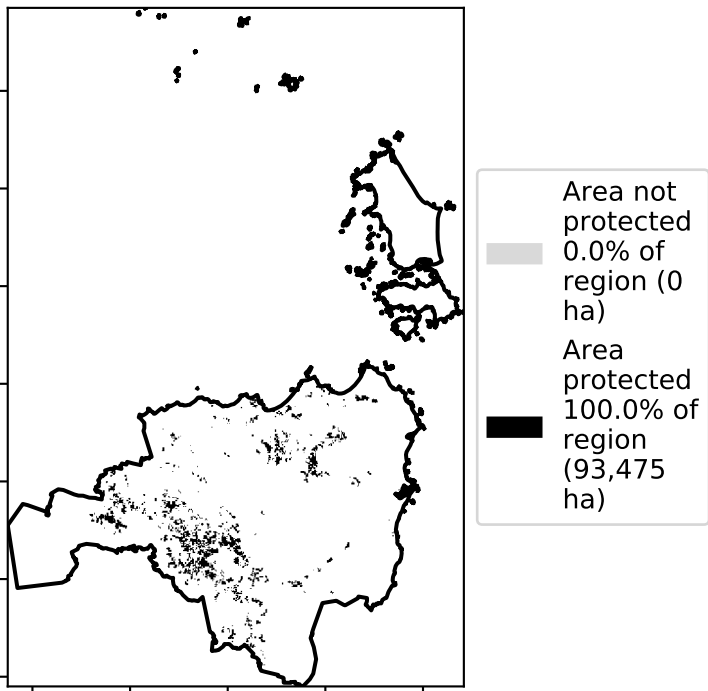 Area not
protected
0.0% of
region (0
ha)
Area
protected
100.0% of
region
(93,475
ha)